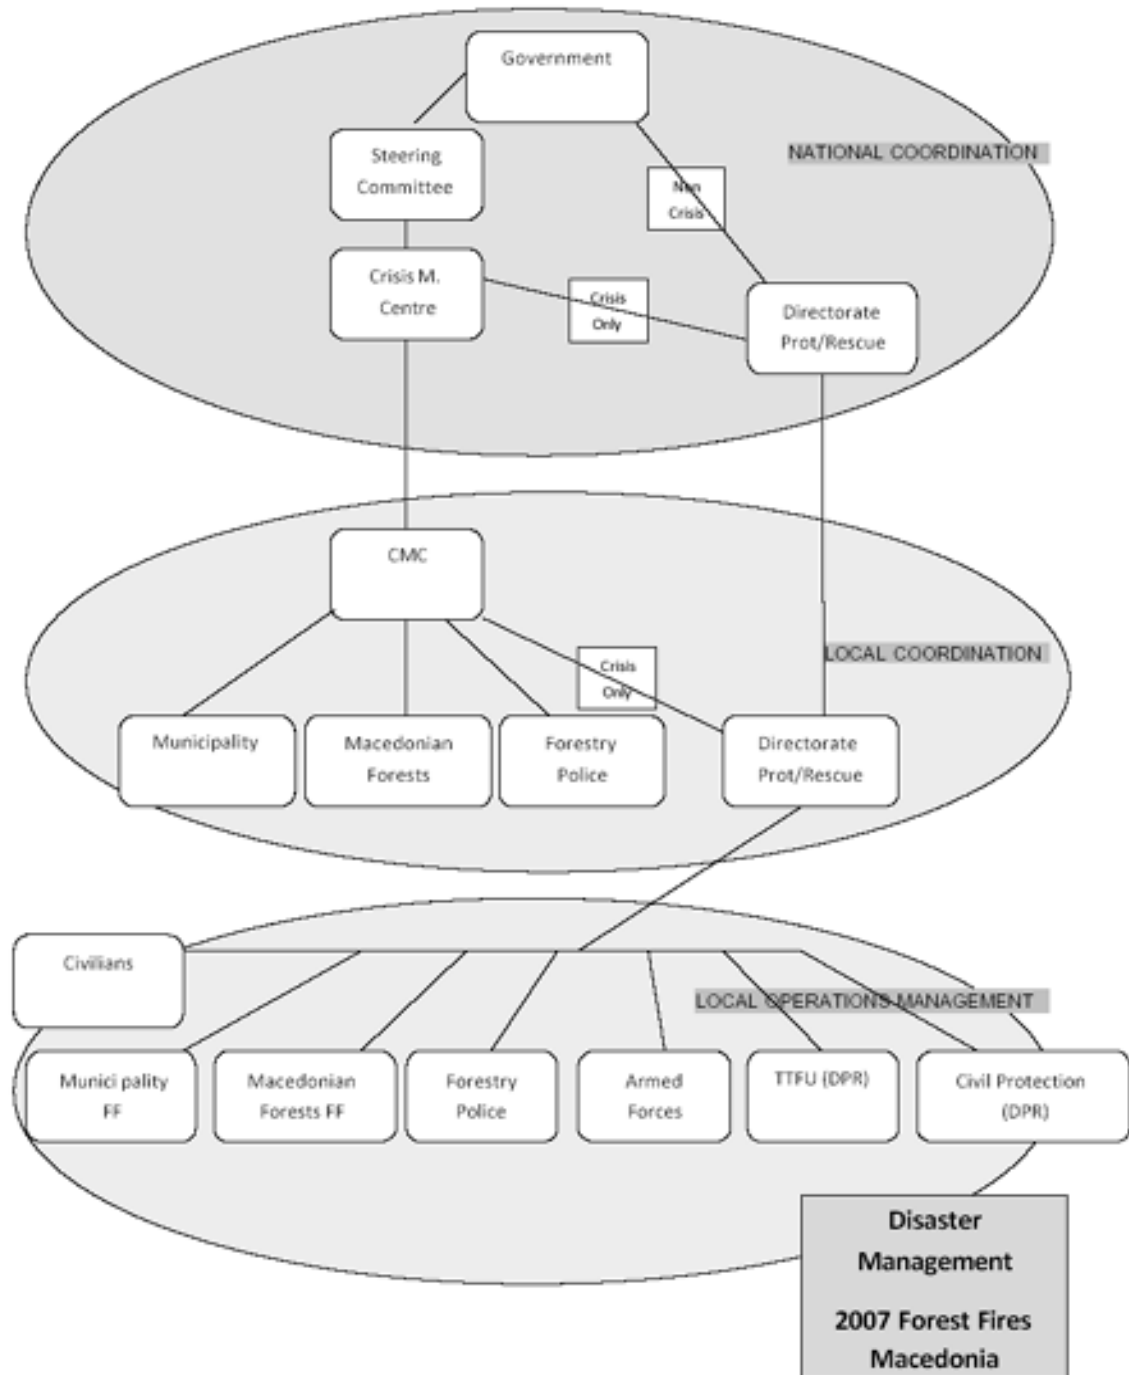 Government
NATIONAL COORDINATION
Steering
Committee
Non
Crisis
Crisis M.
Centre
Crisis
Only
Directorate
Prot/Rescue
CMC
LOCAL COORDINATION
Crisis
Only
Municipality
Macedonian
Forests
Forestry
Police
Directorate
Prot/Rescue
Civilians
LOCAL OPERATIONS MANAGEMENT
Munici pality
FF
Macedonian
Forests FF
Forestry
Police
Armed
Forces
TTFU (DPR)
Civil Protection
(DPR)
Disaster
Management
2007 Forest Fires
Macedonia